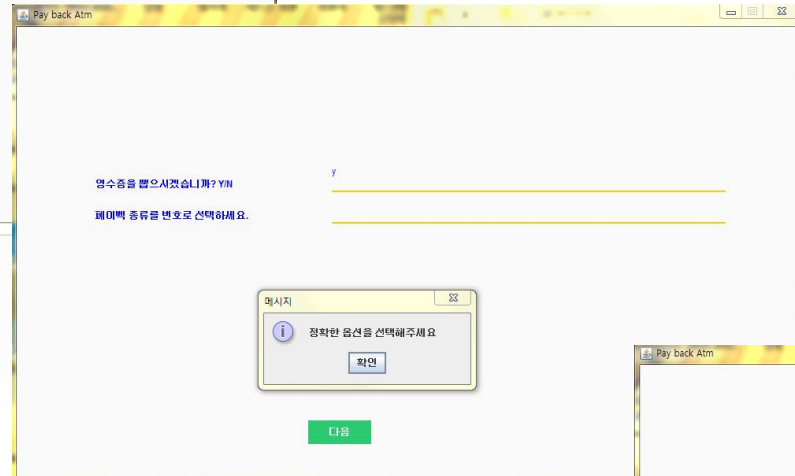 Pay back Atm
영수증을 뽑으시겠습니까? Y/N
y
페이백 종류를 번호로 선택하세요.
메시지
정확한 옵션을 선택해주세요
확인
다음
Pay back Atm